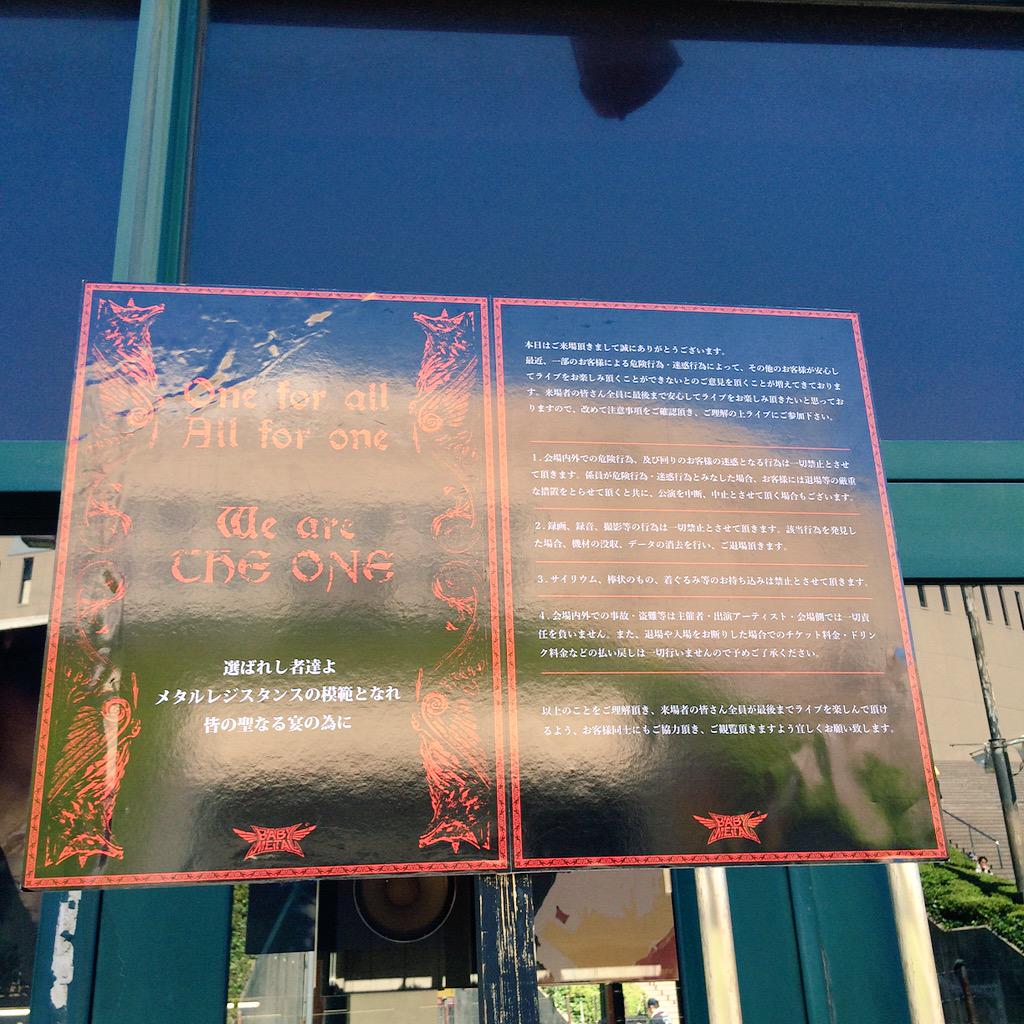 One for all
All for one
We are
THE ONE
選ばれし者達よ
メタルレジスタンスの模範となれ
皆の聖なる宴の為に
BABY
METAL
本日はご来場頂きまして誠にありがとうございます。
最近、一部のお客様による危険行為・迷惑行為によって、その他のお客様が安心し
てライブをお楽しみ頂くことができないとのご意見を頂くことが増えてきておりま
す。来場者の皆さん全員に最後まで安心してライブをお楽しみ頂きたいと思ってお
りますので、改めて注意事項をご確認頂き、ご理解の上ライブにご参加下さい。
1.会場内外での危険行為、及び回りのお客様の迷惑となる行為は一切禁止とさせ
て頂きます。係員が危険行為・迷惑行為とみなした場合、お客様には退場等の厳重
な措置をとらせて頂くと共に、公演を中断、中止とさせて頂く場合もございます。
2.録画、録音、撮影等の行為は一切禁止とさせて頂きます。該当行為を発見し
た場合、機材の没収、データの消去を行い、ご退場頂きます。
3.サイリウム、棒状のもの、着ぐるみ等のお持ち込みは禁止とさせて頂きます。
4.会場内外での事故・盗難等は主催者・出演アーティスト・会場側では一切責
任を負いません。また、退場や入場をお断りした場合でのチケット料金・ドリン
ク料金などの払い戻しは一切行いませんので予めご了承ください。
以上のことをご理解頂き、来場者の皆さん全員が最後までライブを楽しんで頂け
るよう、お客様同士にもご協力頂き、ご観覧頂きますよう宜しくお願い致します。
BABY
METAL